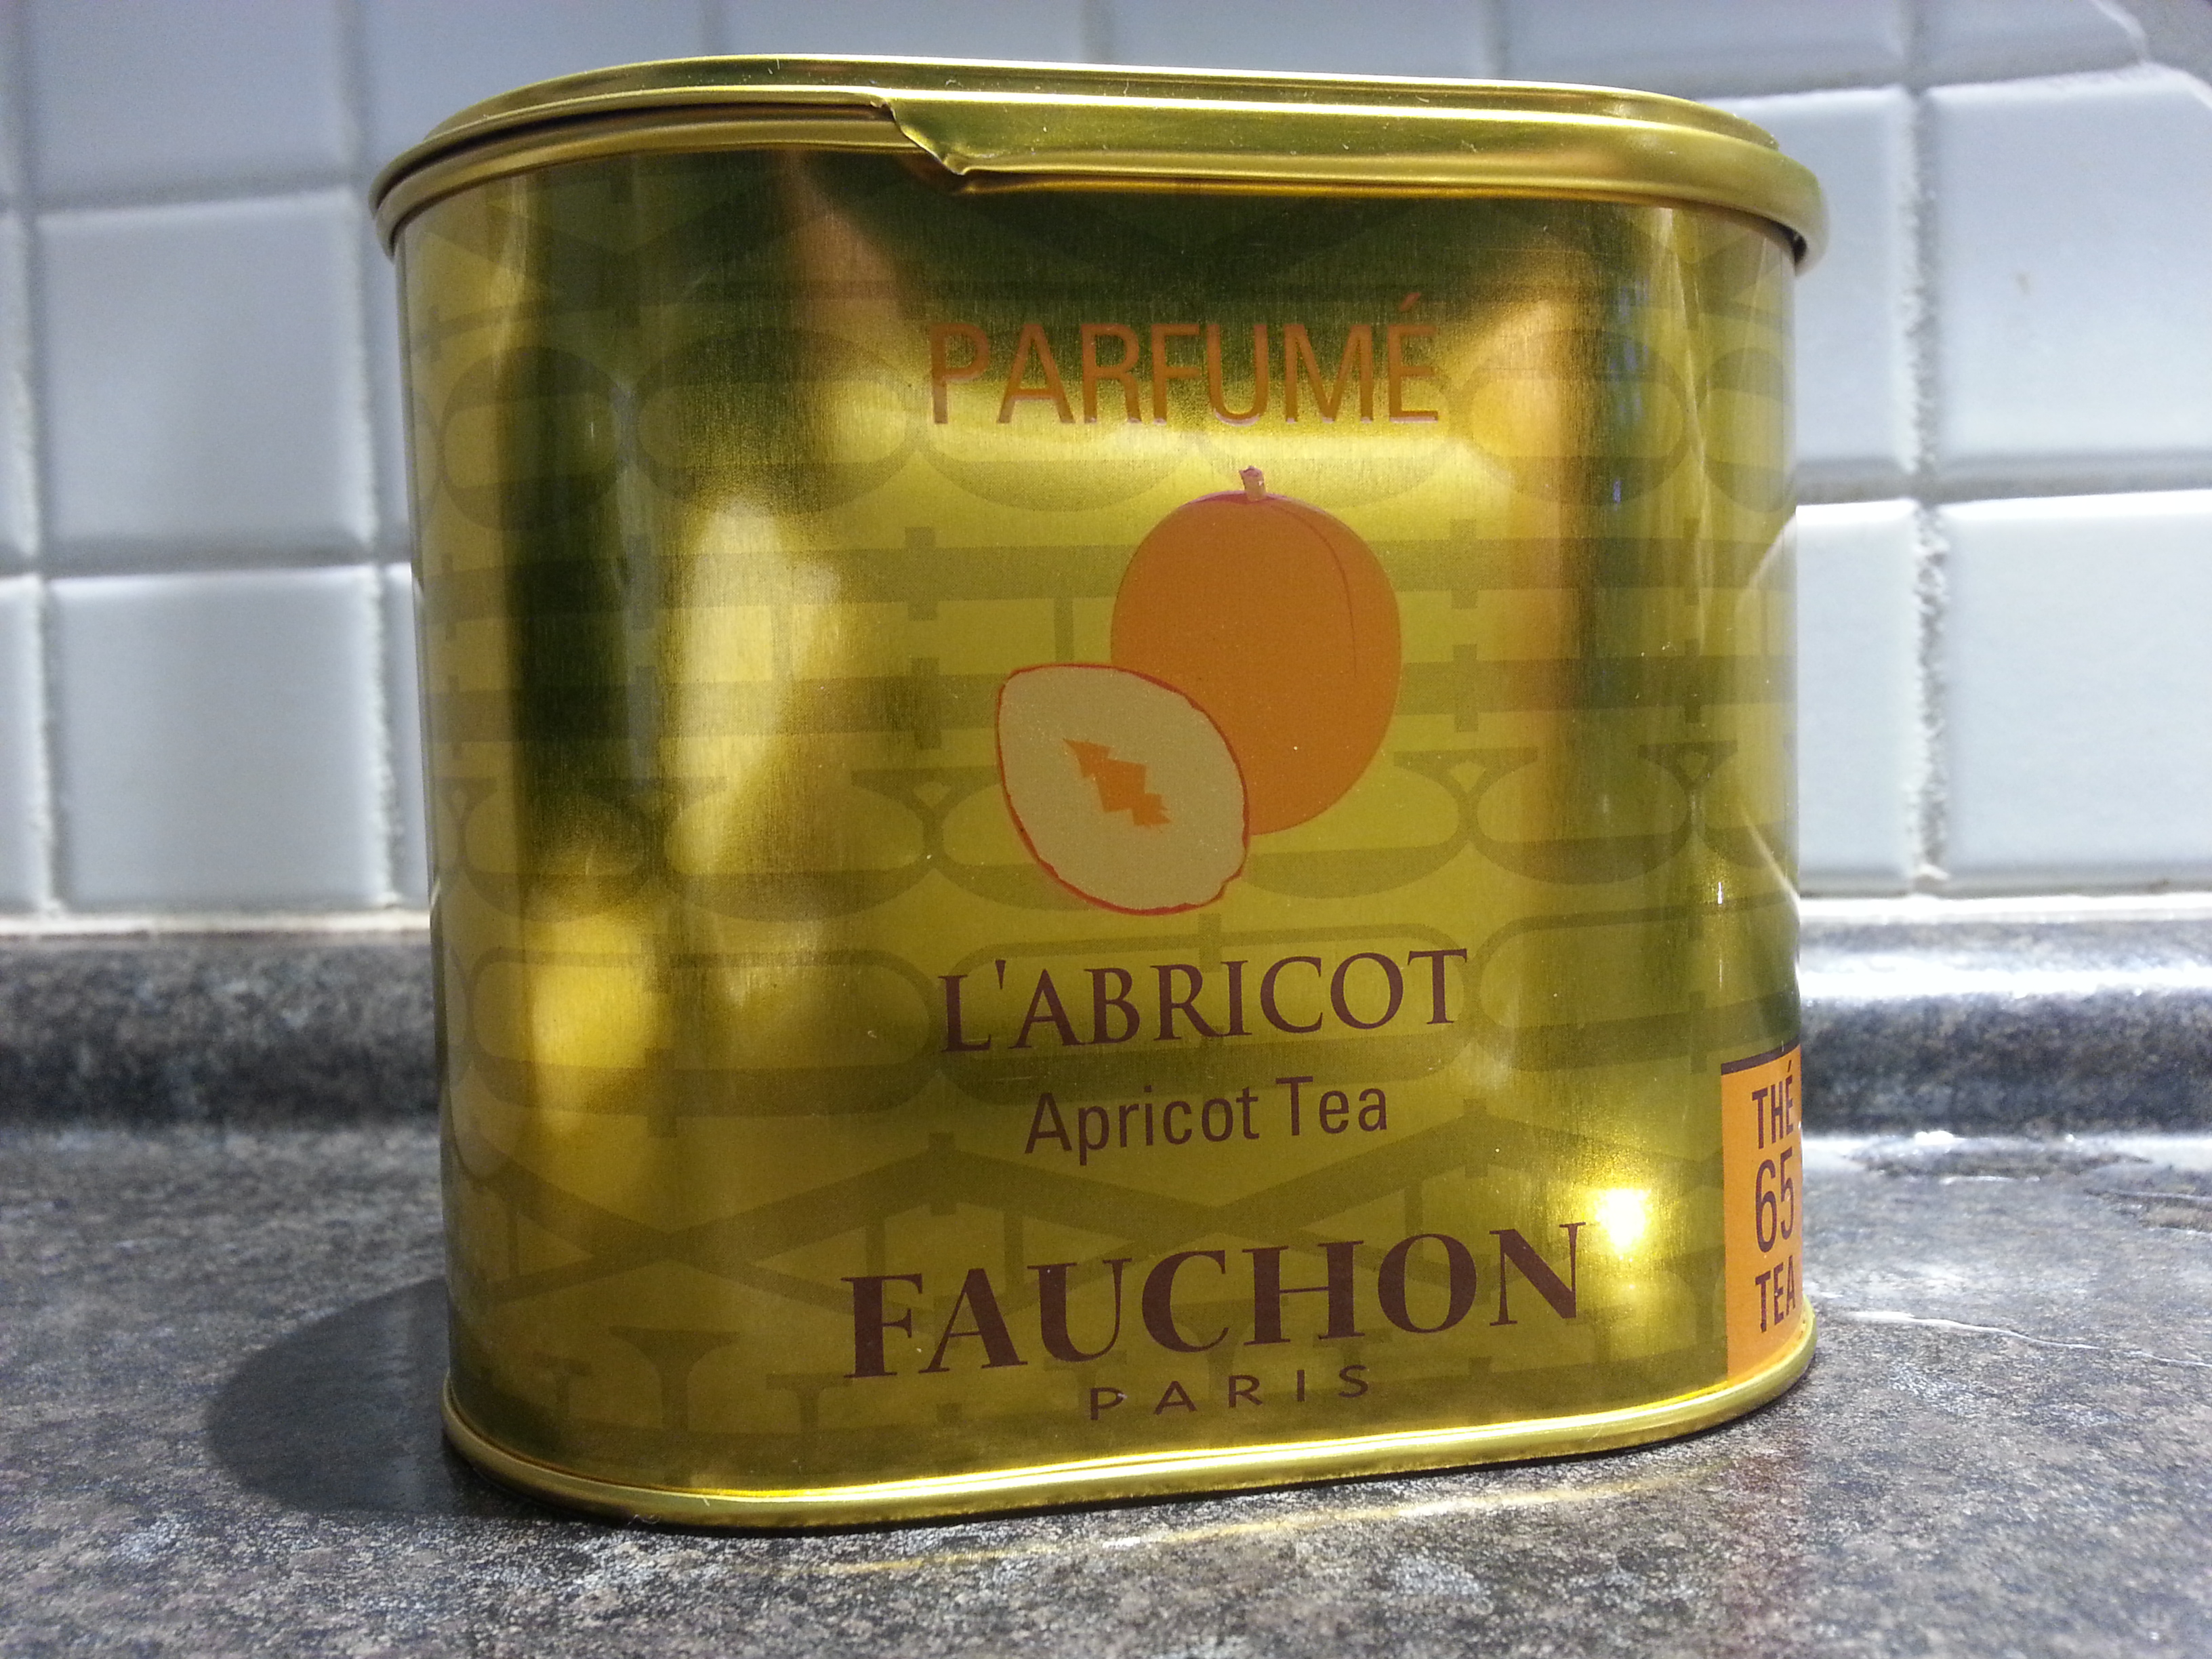 PARFUMÉ
L'ABRICOT
Apricot Tea
FAUCHON
PARIS
THÉ
65
TEA